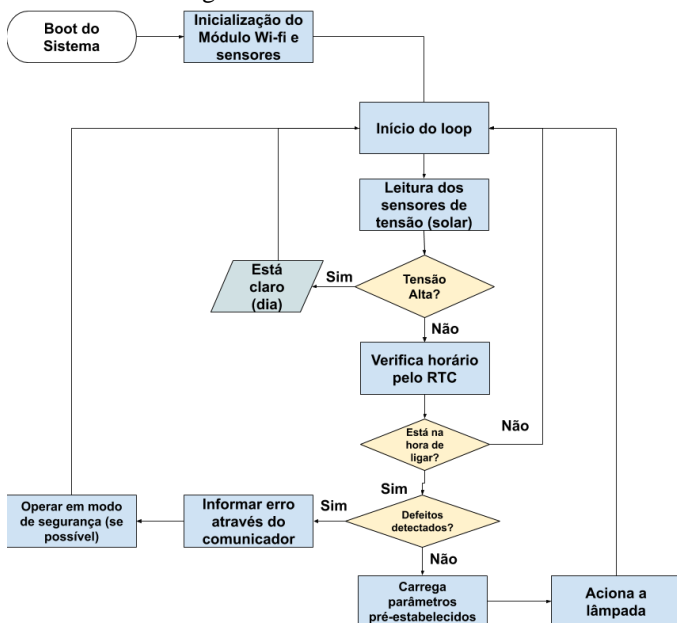 Boot do
Sistema
Inicialização do
Módulo Wi-fi e
sensores
Início do loop
Leitura dos
sensores de
tensão (solar)
Está
claro
(dia)
Sim
Tensão
Alta?
Não
Verifica horário
pelo RTC
Está na
hora de
ligar?
Não
Sim
Operar em modo
de segurança (se
possível)
Informar erro
através do
comunicador
Sim
Defeitos
detectados?
Não
Carrega
parâmetros
pré-estabelecidos
Aciona a
lâmpada